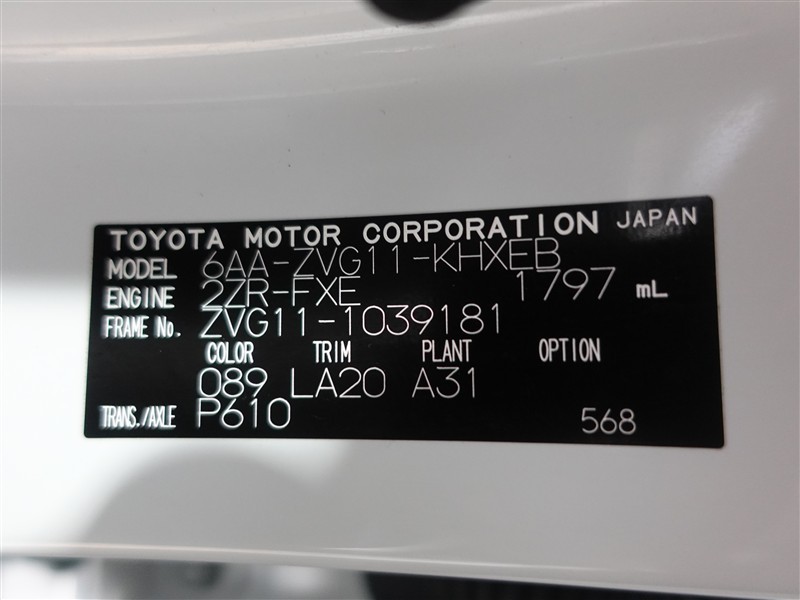 TOYOTA MOTOR CORPORATION JAPAN
MODEL 6AA-ZVG11-KHXEB
ENGINE 2ZR-FXE 1797 mL
FRAME No. ZVG11-1039181
COLOR TRIM PLANT OPTION
089 LA20 A31
TRANS./AXLE P610 568